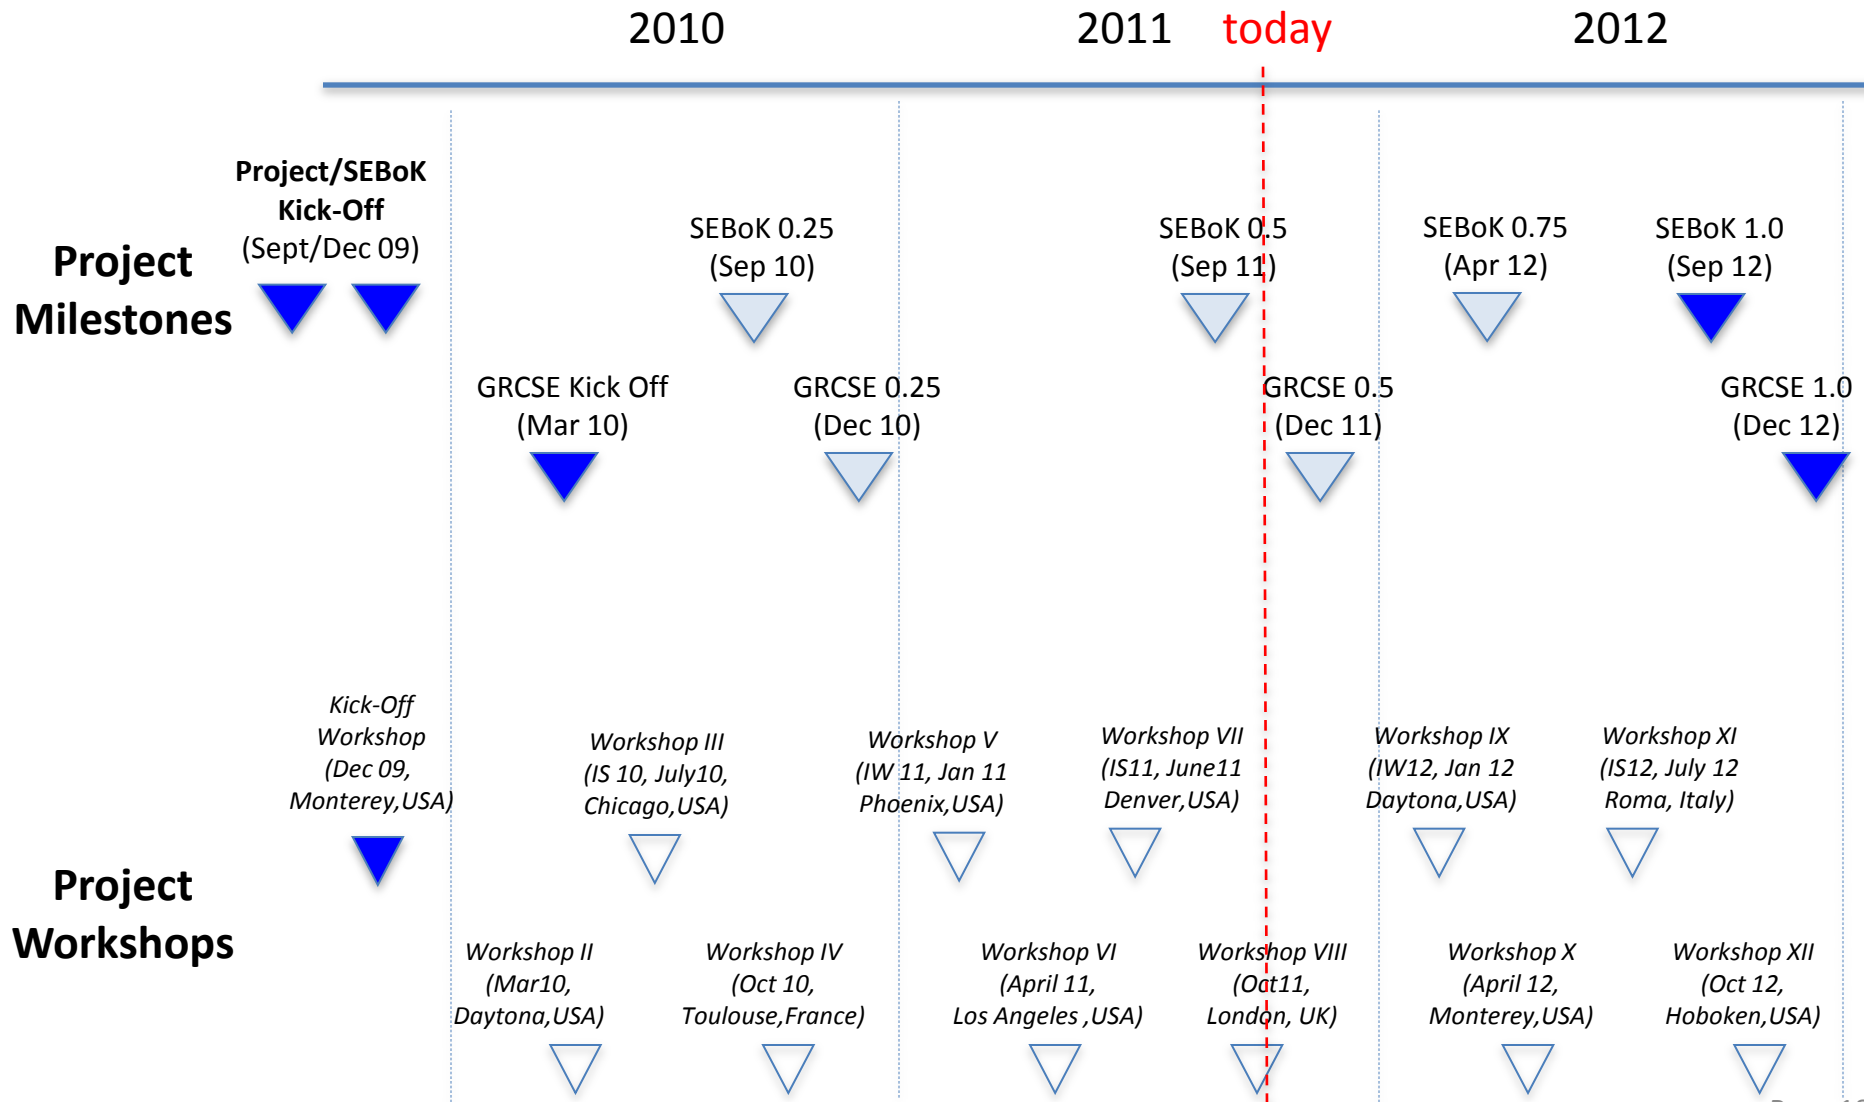 2010
2011
today
2012
Project
Milestones
Project/SEBoK
Kick-Off
(Sept/Dec 09)
SEBoK 0.25
(Sep 10)
SEBoK 0.5
(Sep 11)
SEBoK 0.75
(Apr 12)
SEBoK 1.0
(Sep 12)
GRCSE Kick Off
(Mar 10)
GRCSE 0.25
(Dec 10)
GRCSE 0.5
(Dec 11)
GRCSE 1.0
(Dec 12)
Project
Workshops
Kick-Off
Workshop
(Dec 09,
Monterey,USA)
Workshop III
(IS 10, July10,
Chicago,USA)
Workshop V
(IW 11, Jan 11
Phoenix,USA)
Workshop VII
(IS11, June11
Denver,USA)
Workshop IX
(IW12, Jan 12
Daytona,USA)
Workshop XI
(IS12, July 12
Roma, Italy)
Workshop II
(Mar10,
Daytona,USA)
Workshop IV
(Oct 10,
Toulouse,France)
Workshop VI
(April 11,
Los Angeles ,USA)
Workshop VIII
(Oct11,
London, UK)
Workshop X
(April 12,
Monterey,USA)
Workshop XII
(Oct 12,
Hoboken,USA)